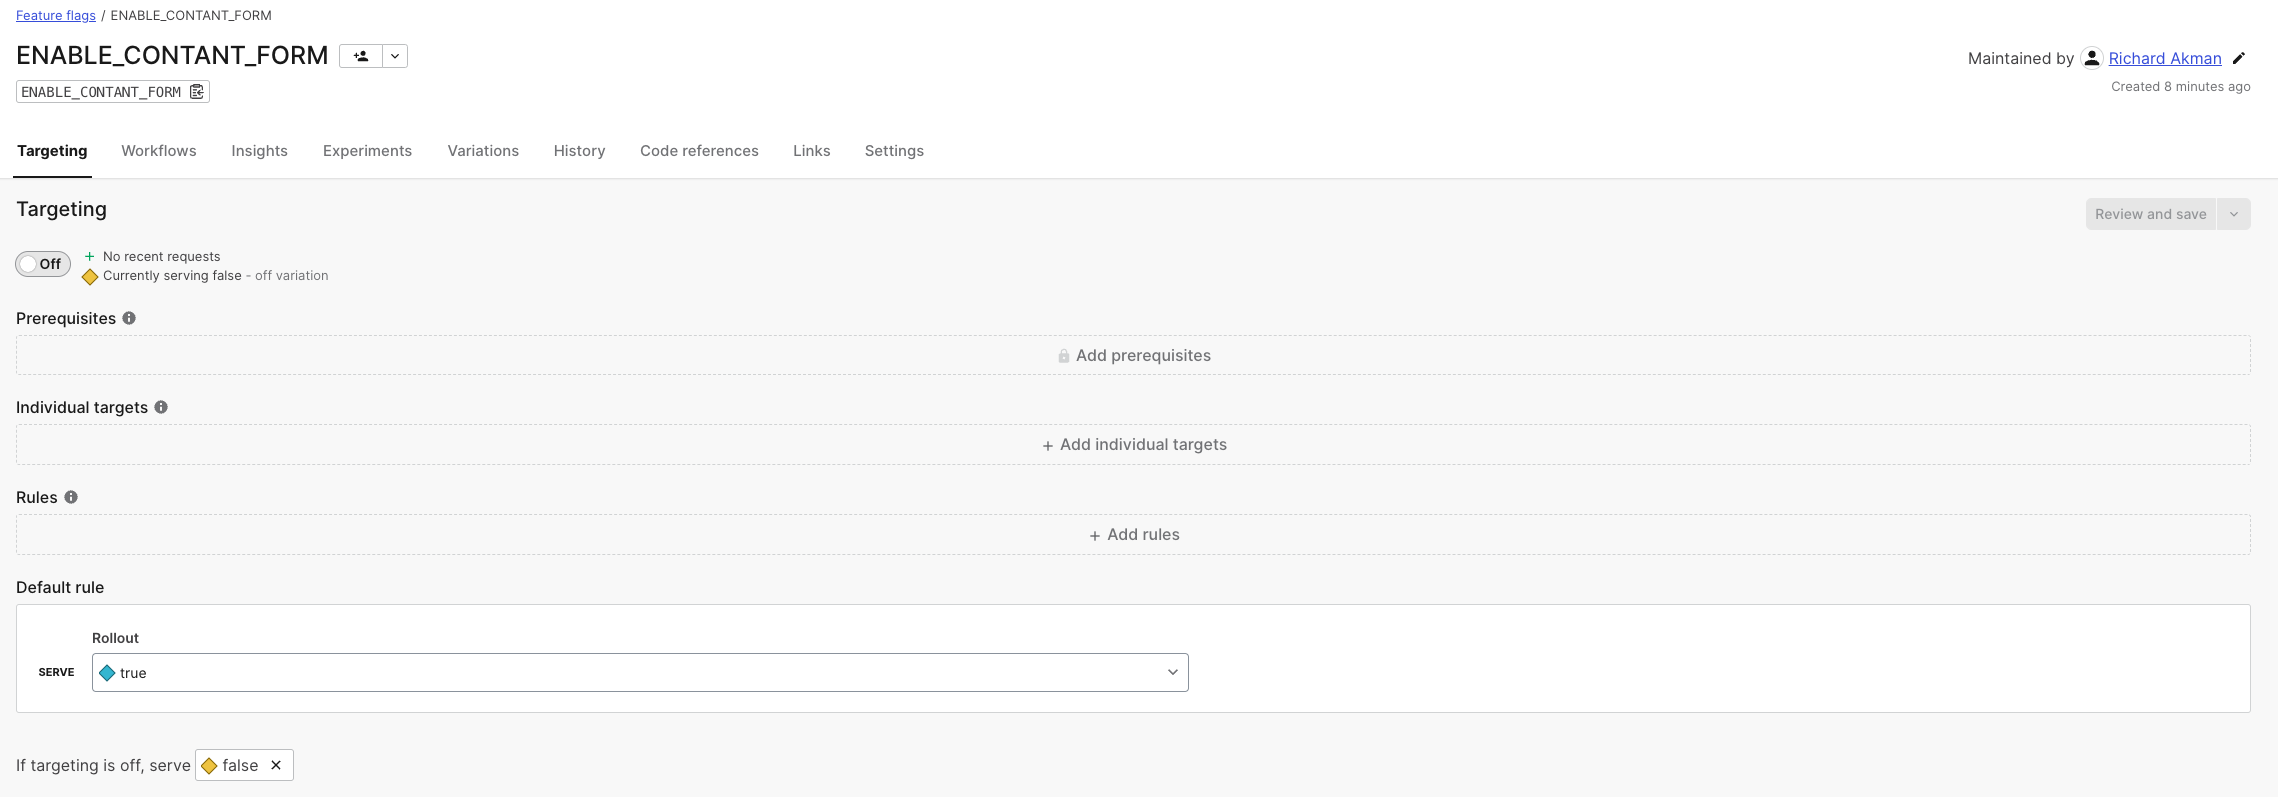 Feature flags / ENABLE_CONTANT_FORM
ENABLE_CONTANT_FORM
Maintained by Richard Akman
ENABLE_CONTANT_FORM
Created 8 minutes ago
Targeting Workflows Insights Experiments Variations History Code references Links Settings
Targeting
Review and save
Off
No recent requests
Currently serving false - off variation
Prerequisites
Add prerequisites
Individual targets
+ Add individual targets
Rules
+ Add rules
Default rule
Rollout
SERVE true
If targeting is off, serve false